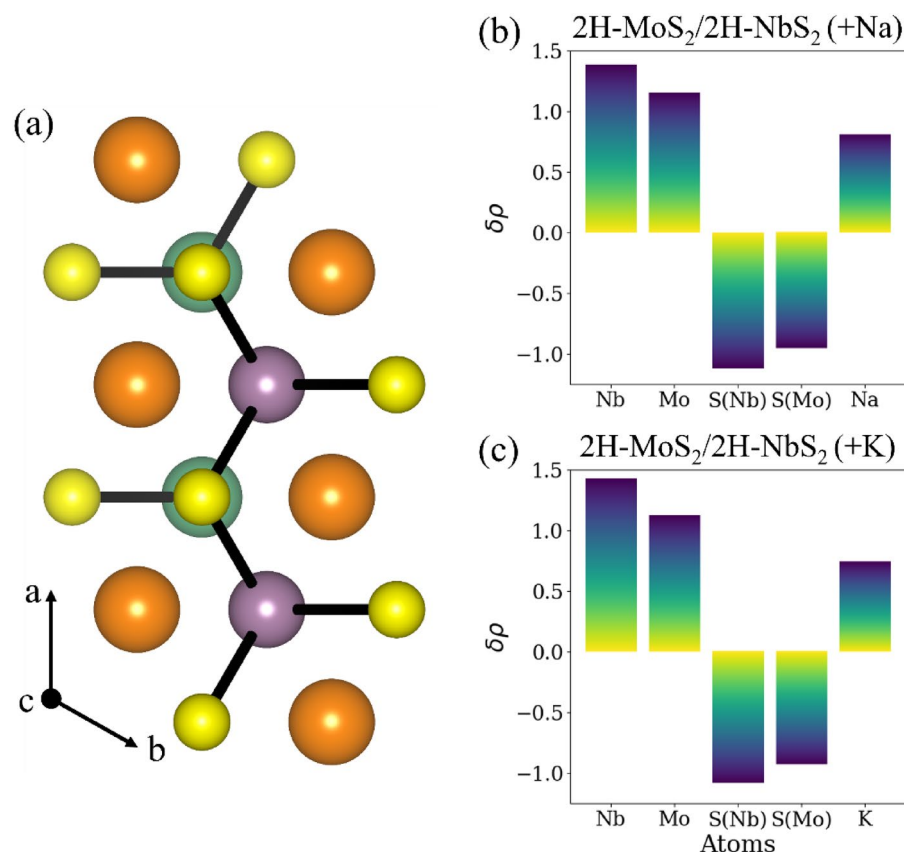 (a)
a
c
b
(b)
2H-MoS₂/2H-NbS₂ (+Na)
1.5
1.0
0.5
0.0
−0.5
−1.0
δρ
Nb Mo S(Nb) S(Mo) Na
(c)
2H-MoS₂/2H-NbS₂ (+K)
1.5
1.0
0.5
0.0
−0.5
−1.0
δρ
Nb Mo S(Nb) S(Mo) K
Atoms